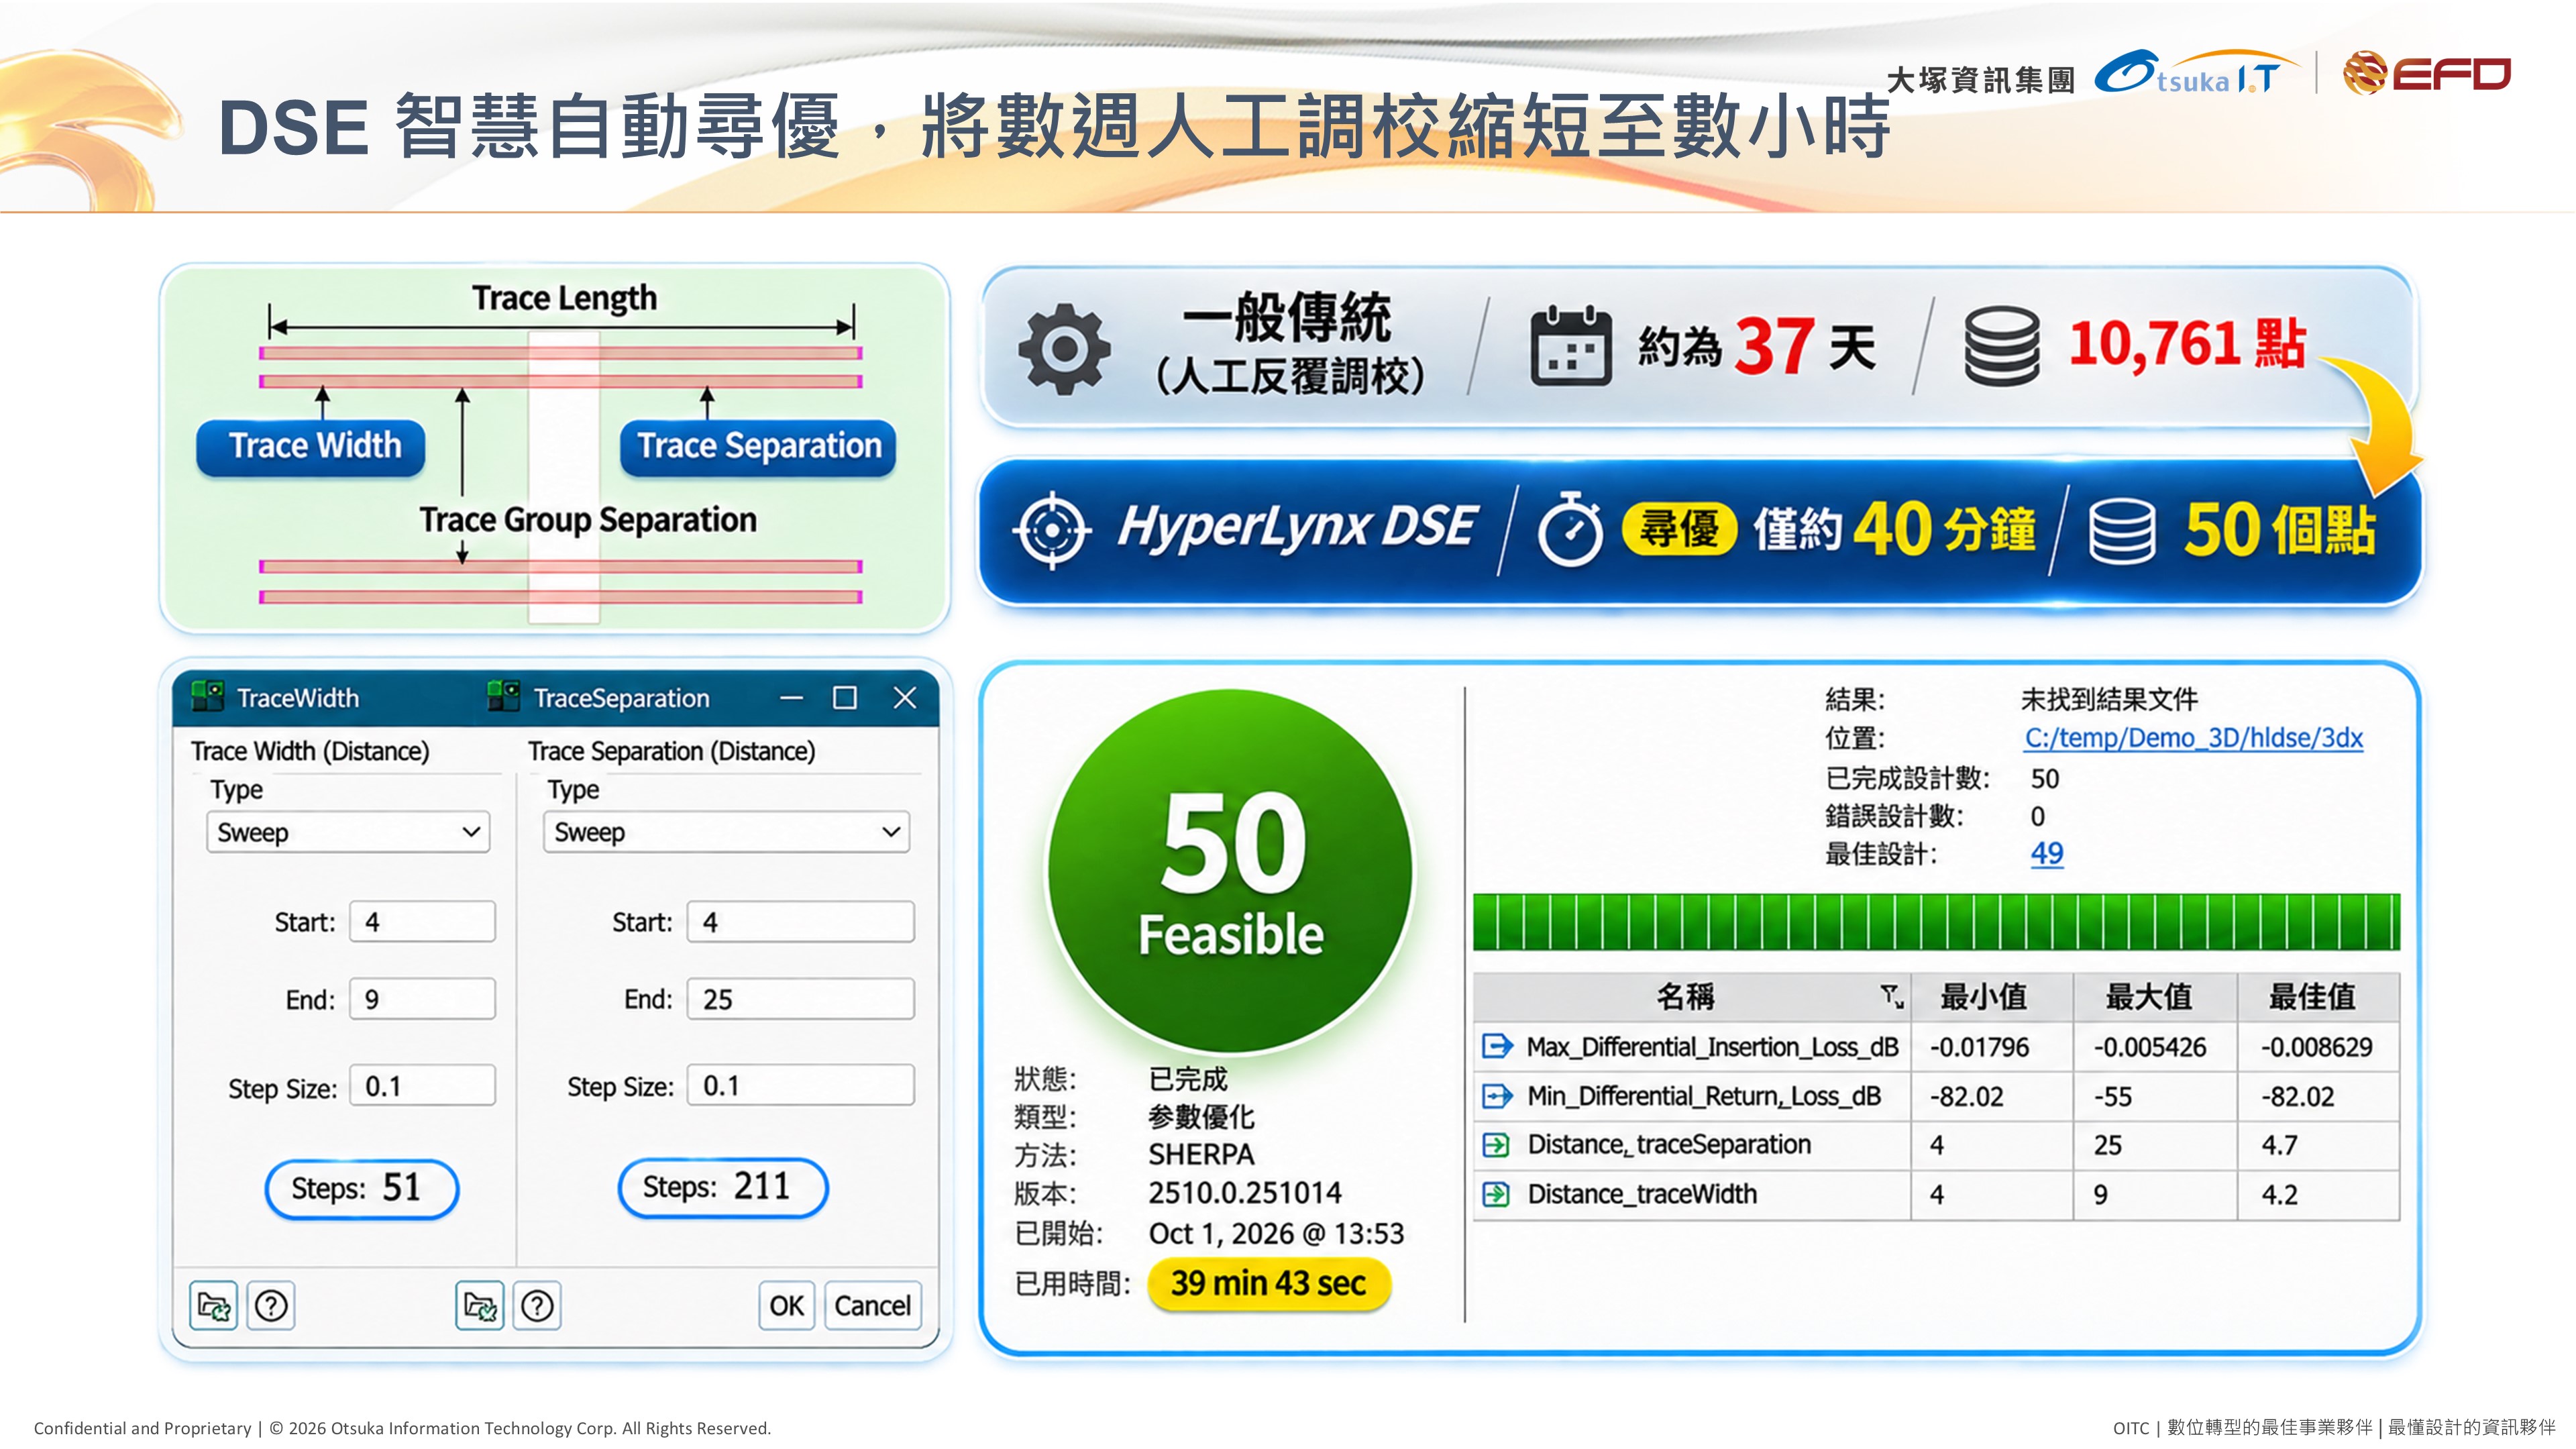 大塚資訊集團 Otsuka I.T EFD
DSE 智慧自動尋優，將數週人工調校縮短至數小時
Trace Length
Trace Width
Trace Separation
Trace Group Separation
一般傳統
（人工反覆調校）
約為 37 天
10,761 點
HyperLynx DSE
尋優 僅約 40 分鐘
50 個點
TraceWidth
TraceSeparation
Trace Width (Distance)
Trace Separation (Distance)
Type
Type
Sweep
Sweep
Start: 4
Start: 4
End: 9
End: 25
Step Size: 0.1
Step Size: 0.1
Steps: 51
Steps: 211
OK
Cancel
50
Feasible
狀態: 已完成
類型: 參數優化
方法: SHERPA
版本: 2510.0.251014
已開始: Oct 1, 2026 @ 13:53
已用時間: 39 min 43 sec
結果: 未找到結果文件
位置: C:/temp/Demo_3D/hldse/3dx
已完成設計數: 50
錯誤設計數: 0
最佳設計: 49
名稱 最小值 最大值 最佳值
Max_Differential_Insertion_Loss_dB -0.01796 -0.005426 -0.008629
Min_Differential_Return_Loss_dB -82.02 -55 -82.02
Distance_traceSeparation 4 25 4.7
Distance_traceWidth 4 9 4.2
Confidential and Proprietary | © 2026 Otsuka Information Technology Corp. All Rights Reserved.
OITC | 數位轉型的最佳事業夥伴 | 最懂設計的資訊夥伴